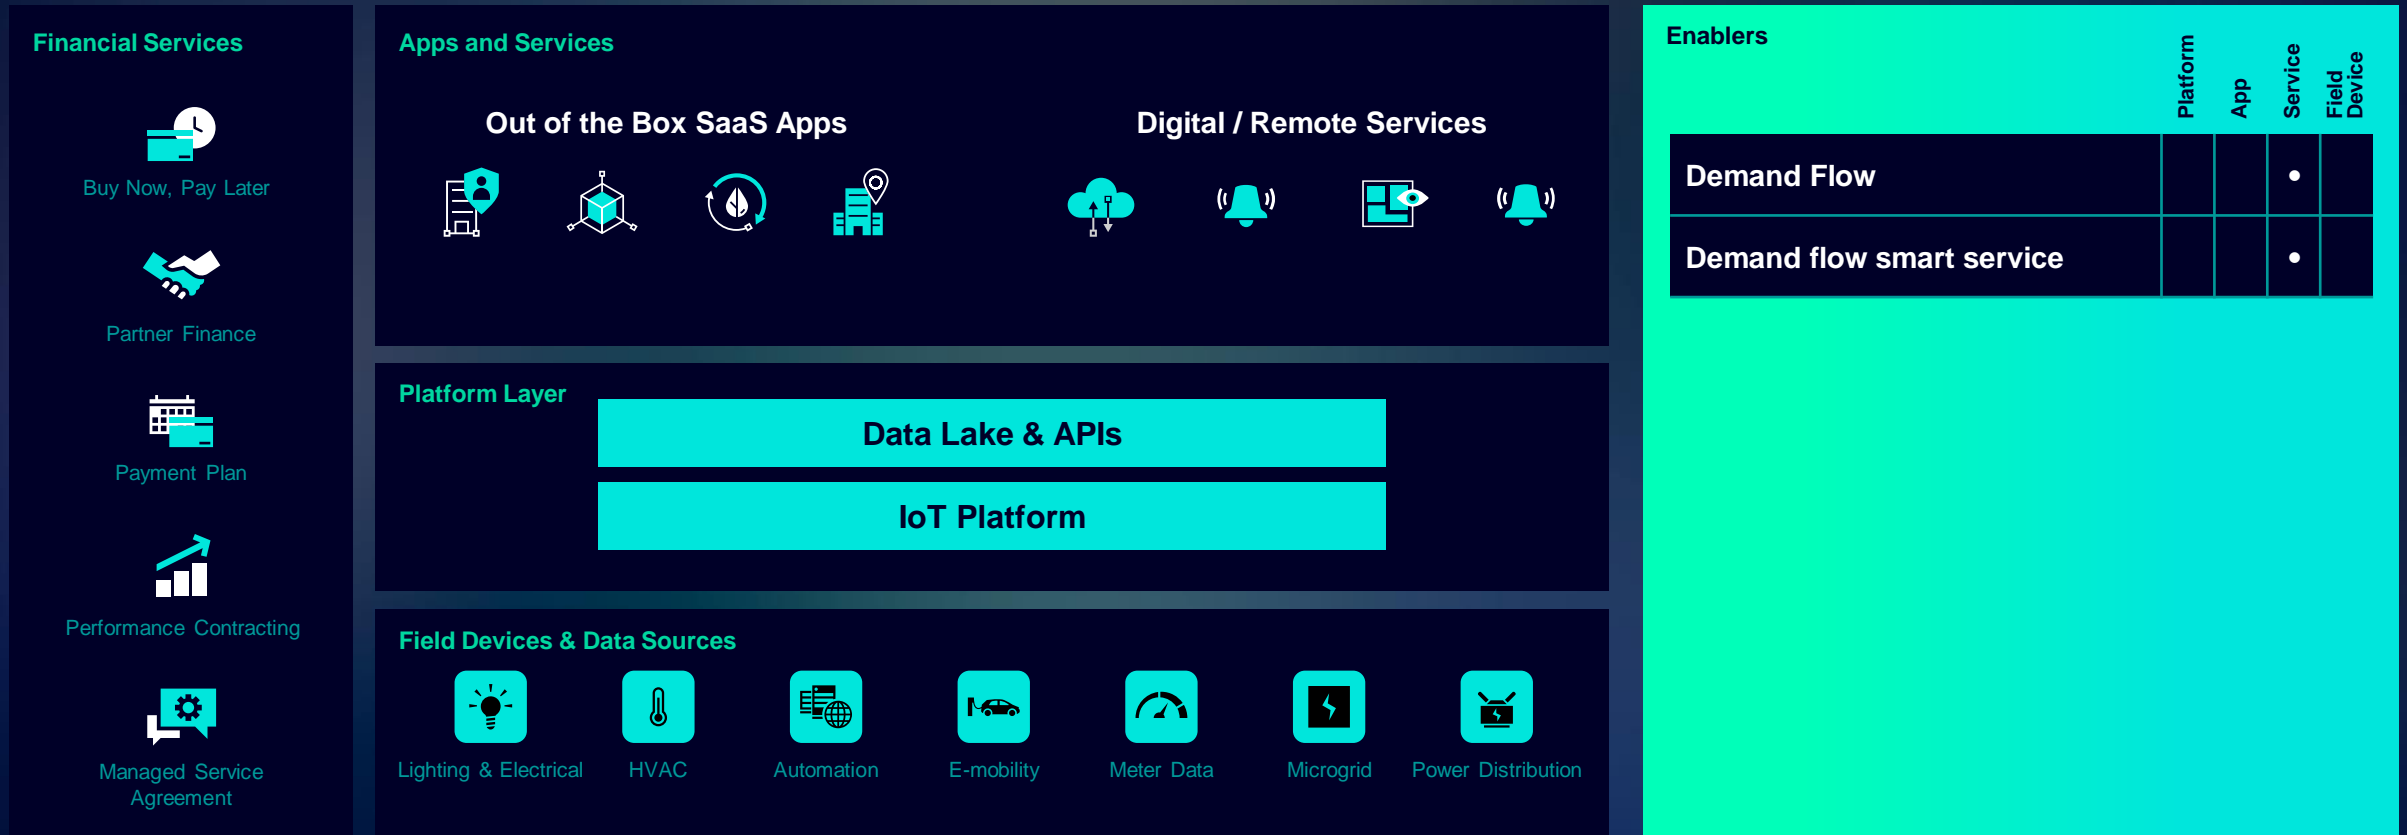 Financial Services
Buy Now, Pay Later
Partner Finance
Payment Plan
Performance Contracting
Managed Service
Agreement
Apps and Services
Out of the Box SaaS Apps
Digital / Remote Services
Platform Layer
Data Lake & APIs
IoT Platform
Field Devices & Data Sources
Lighting & Electrical
HVAC
Automation
E-mobility
Meter Data
Microgrid
Power Distribution
Enablers
Platform
App
Service
Field
Device
Demand Flow •
Demand flow smart service •